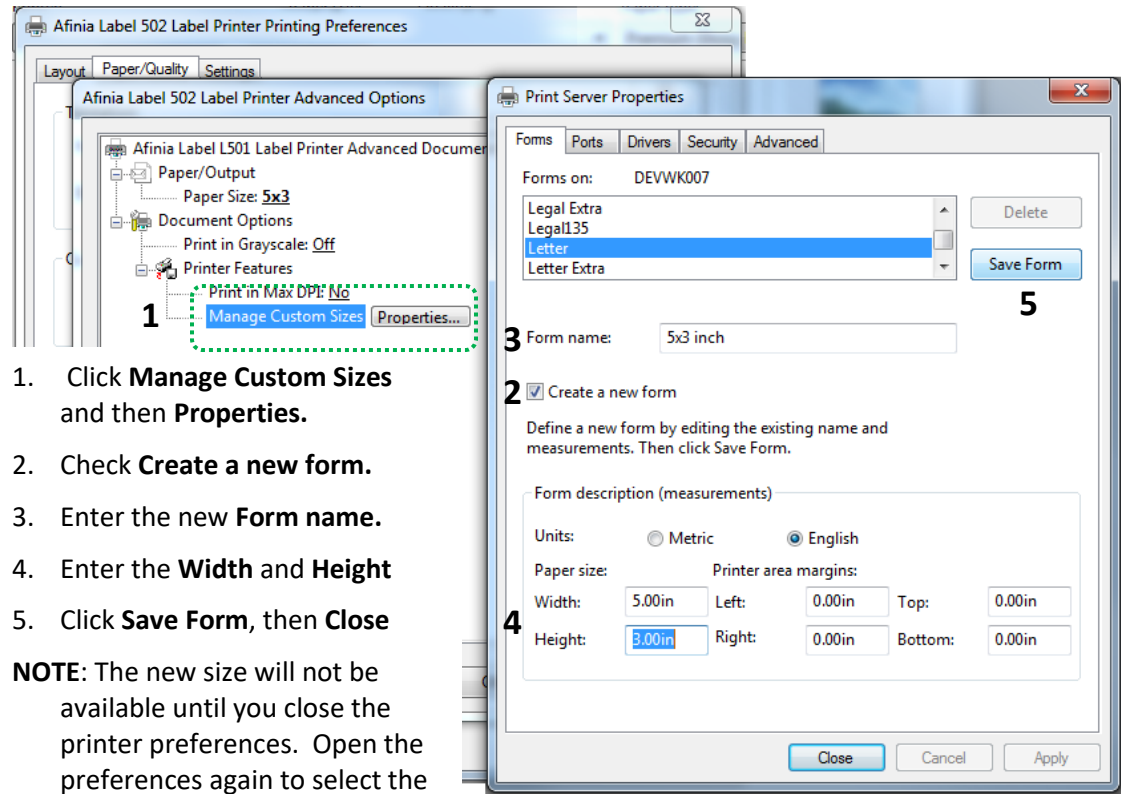 Afinia Label 502 Label Printer Printing Preferences
Layout Paper/Quality Settings
Afinia Label 502 Label Printer Advanced Options
Afinia Label L501 Label Printer Advanced Documen
Paper/Output
Paper Size: 5x3
Document Options
Print in Grayscale: Off
Printer Features
Print in Max DPI: No
1 Manage Custom Sizes Properties...
1. Click Manage Custom Sizes
and then Properties.
2. Check Create a new form.
3. Enter the new Form name.
4. Enter the Width and Height
5. Click Save Form, then Close
NOTE: The new size will not be
available until you close the
printer preferences. Open the
preferences again to select the
Print Server Properties
Forms Ports Drivers Security Advanced
Forms on: DEVWK007
Legal Extra
Legal135
Letter
Letter Extra
Delete
Save Form
5
3 Form name: 5x3 inch
2 Create a new form
Define a new form by editing the existing name and
measurements. Then click Save Form.
Form description (measurements)
Units: Metric English
Paper size: Printer area margins:
Width: 5.00in Left: 0.00in Top: 0.00in
4 Height: 3.00in Right: 0.00in Bottom: 0.00in
Close Cancel Apply